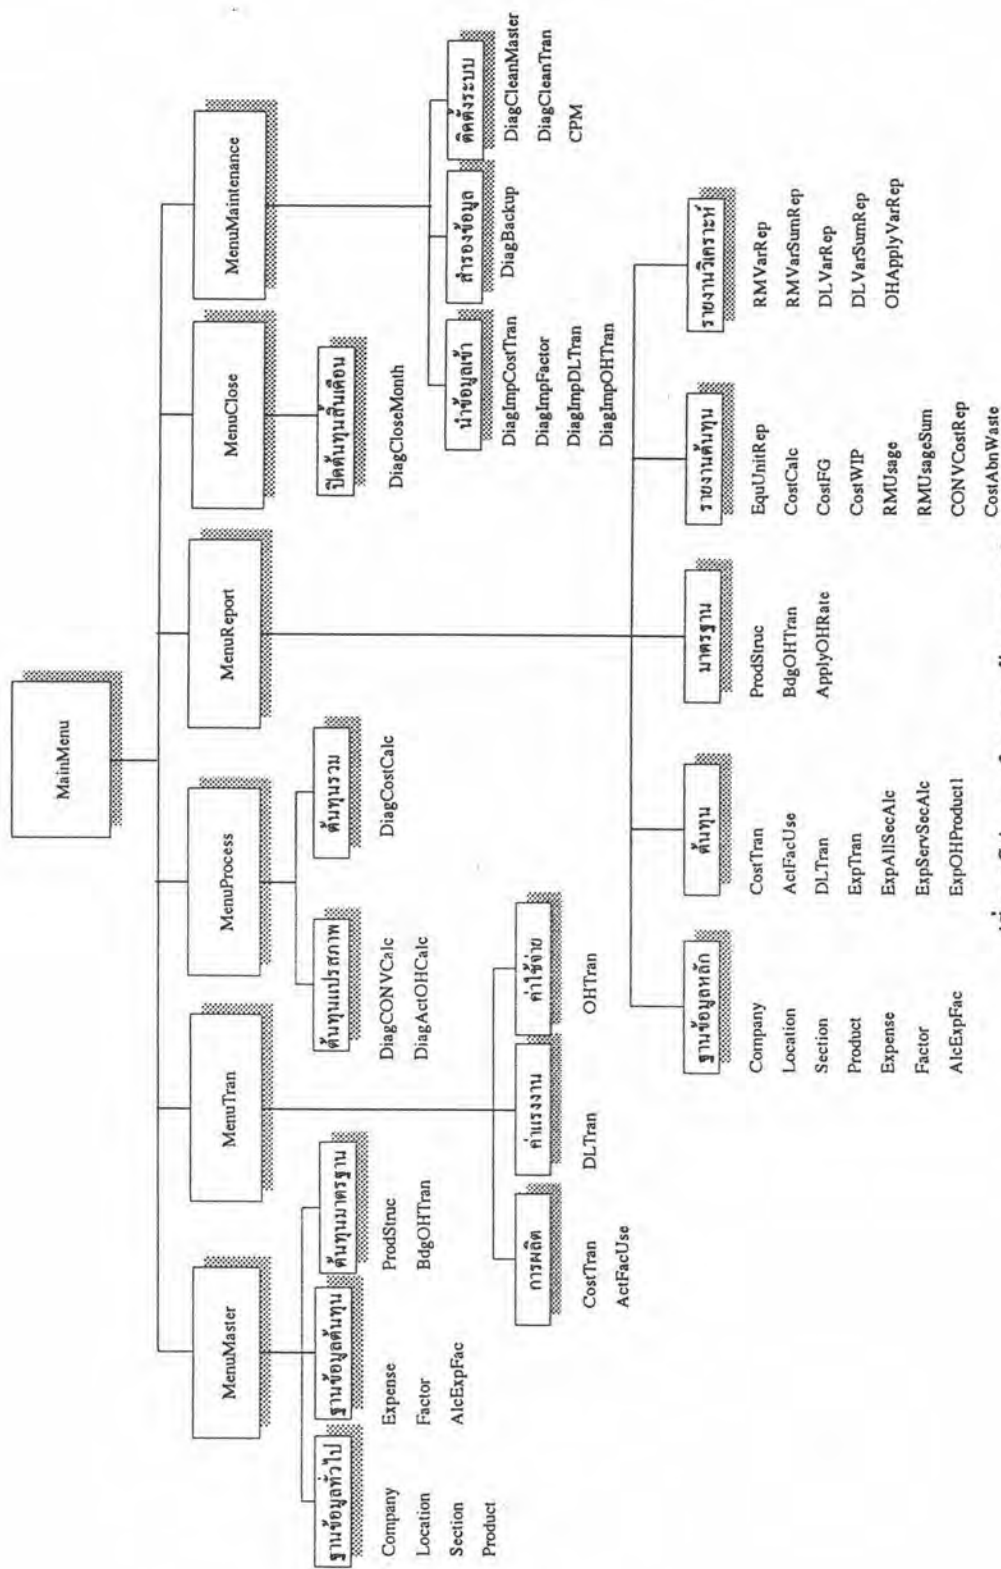 MainMenu
MenuMaster
MenuTran
MenuProcess
MenuReport
MenuClose
MenuMaintenance
ฐานข้อมูลทั่วไป
Company
Location
Section
Product
ฐานข้อมูลต้นทุน
Expense
Factor
AlcExpFac
ต้นทุนมาตรฐาน
ProdStruc
BdgOHTran
การผลิต
CostTran
ActFacUse
ค่าแรงงาน
DLTran
ค่าใช้จ่าย
OHTran
ต้นทุนแปรสภาพ
DiagCONVCalc
DiagActOHCalc
ต้นทุนรวม
DiagCostCalc
ฐานข้อมูลหลัก
Company
Location
Section
Product
Expense
Factor
AlcExpFac
ต้นทุน
CostTran
ActFacUse
DLTran
ExpTran
ExpAllSecAlc
ExpServSecAlc
ExpOHProduct1
มาตรฐาน
ProdStruc
BdgOHTran
ApplyOHRate
รายงานต้นทุน
EquUnitRep
CostCalc
CostFG
CostWIP
RMUsage
RMUsageSum
CONVCostRep
CostAbnWaste
รายงานวิเคราะห์
RMVarRep
RMVarSumRep
DLVarRep
DLVarSumRep
OHApplyVarRep
ปิดต้นทุนสิ้นเดือน
DiagCloseMonth
นำข้อมูลเข้า
DiagImpCostTran
DiagImpFactor
DiagImpDLTran
DiagImpOHTran
สำรองข้อมูล
DiagBackup
ติดตั้งระบบ
DiagCleanMaster
DiagCleanTran
CPM